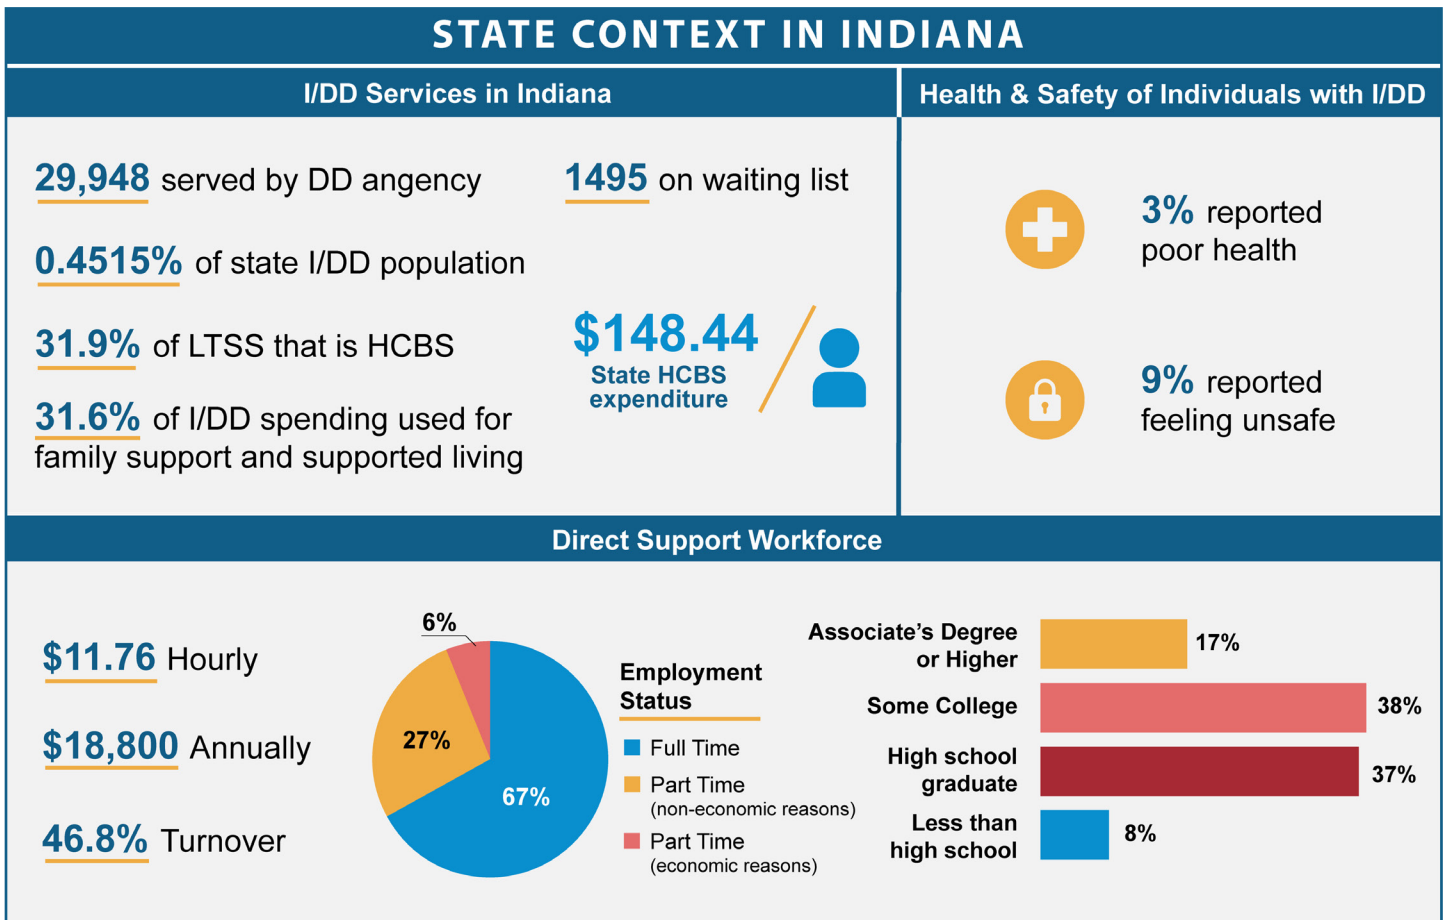 STATE CONTEXT IN INDIANA
I/DD Services in Indiana
29,948 served by DD angency
1495 on waiting list
0.4515% of state I/DD population
31.9% of LTSS that is HCBS
31.6% of I/DD spending used for
family support and supported living
$148.44
State HCBS
expenditure
Health & Safety of Individuals with I/DD
3% reported
poor health
9% reported
feeling unsafe
Direct Support Workforce
$11.76 Hourly
$18,800 Annually
46.8% Turnover
6%
27%
67%
Employment
Status
Full Time
Part Time
(non-economic reasons)
Part Time
(economic reasons)
Associate's Degree
or Higher
17%
Some College
38%
High school
graduate
37%
Less than
high school
8%